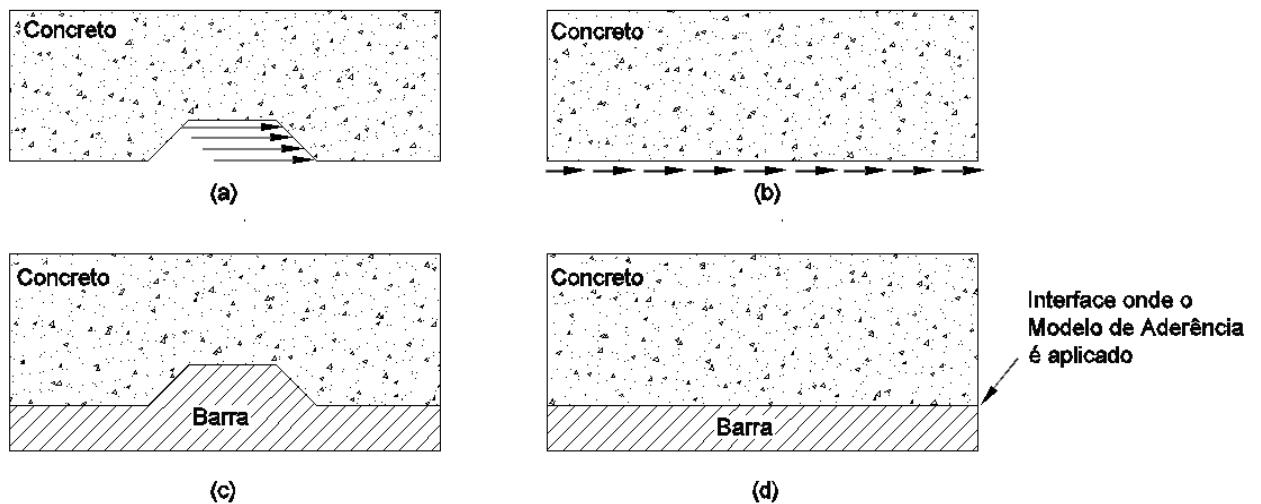 Concreto
Concreto
(a)
(b)
Concreto
Concreto
Interface onde o
Modelo de Aderência
é aplicado
Barra
Barra
(c)
(d)